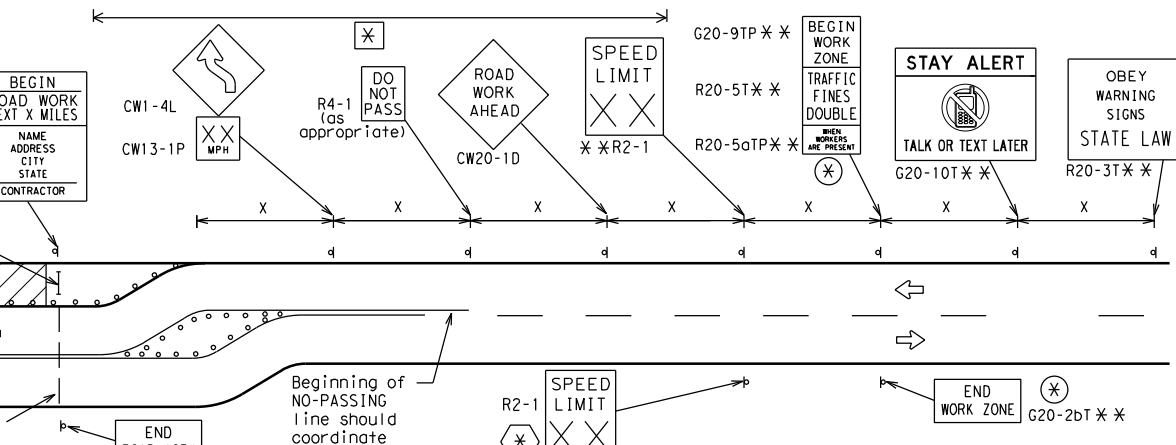 BEGIN
ROAD WORK
NEXT X MILES
NAME
ADDRESS
CITY
STATE
CONTRACTOR
CW1-4L
CW13-1P
XX
MPH
*
R4-1
(as
appropriate)
DO
NOT
PASS
ROAD
WORK
AHEAD
CW20-1D
SPEED
LIMIT
X X
* *R2-1
G20-9TP* *
R20-5T* *
R20-5aTP* *
BEGIN
WORK
ZONE
TRAFFIC
FINES
DOUBLE
WHEN
WORKERS
ARE PRESENT
*
STAY ALERT
TALK OR TEXT LATER
G20-10T* *
OBEY
WARNING
SIGNS
STATE LAW
R20-3T* *
X X X X X X X
Beginning of
NO-PASSING
line should
coordinate
R2-1
*
SPEED
LIMIT
X X
END
WORK ZONE
*
G20-2bT* *
END